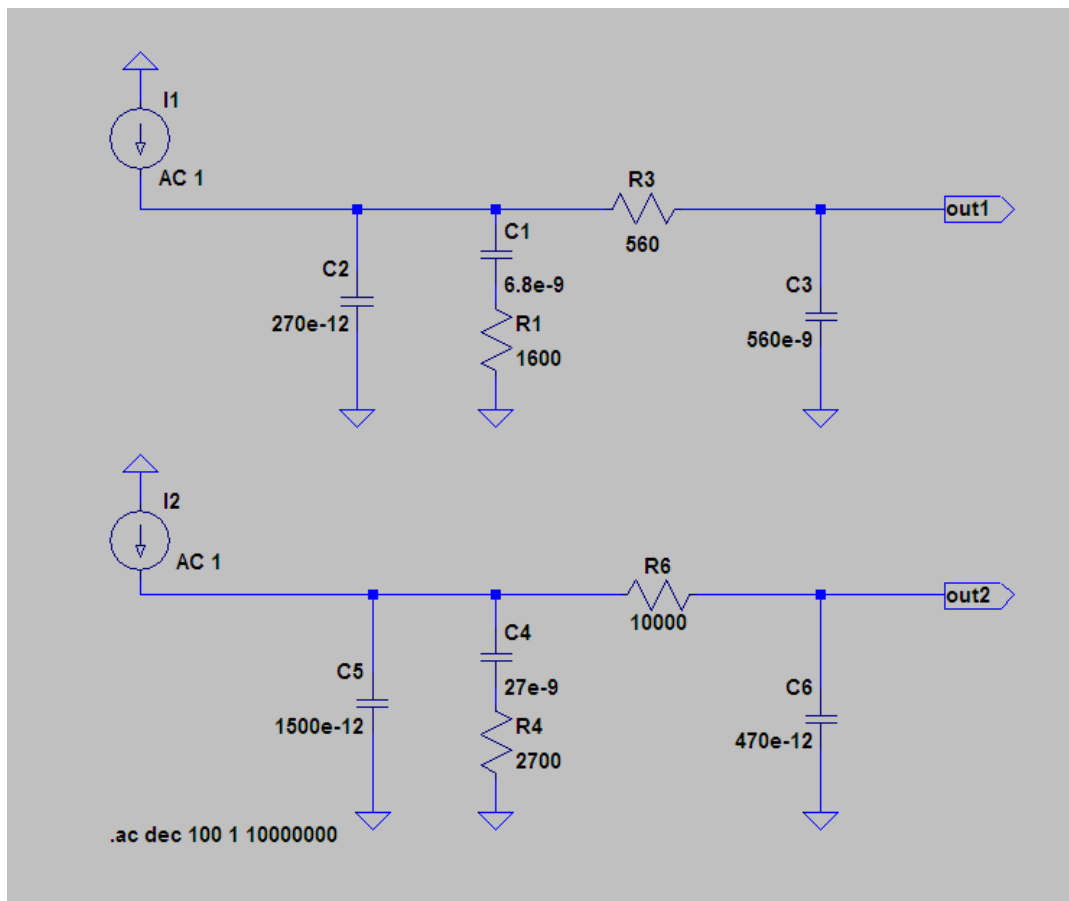 I1
AC 1
R3
560
out1
C1
6.8e-9
C2
270e-12
R1
1600
C3
560e-9
I2
AC 1
R6
10000
out2
C4
27e-9
C5
1500e-12
R4
2700
C6
470e-12
.ac dec 100 1 10000000